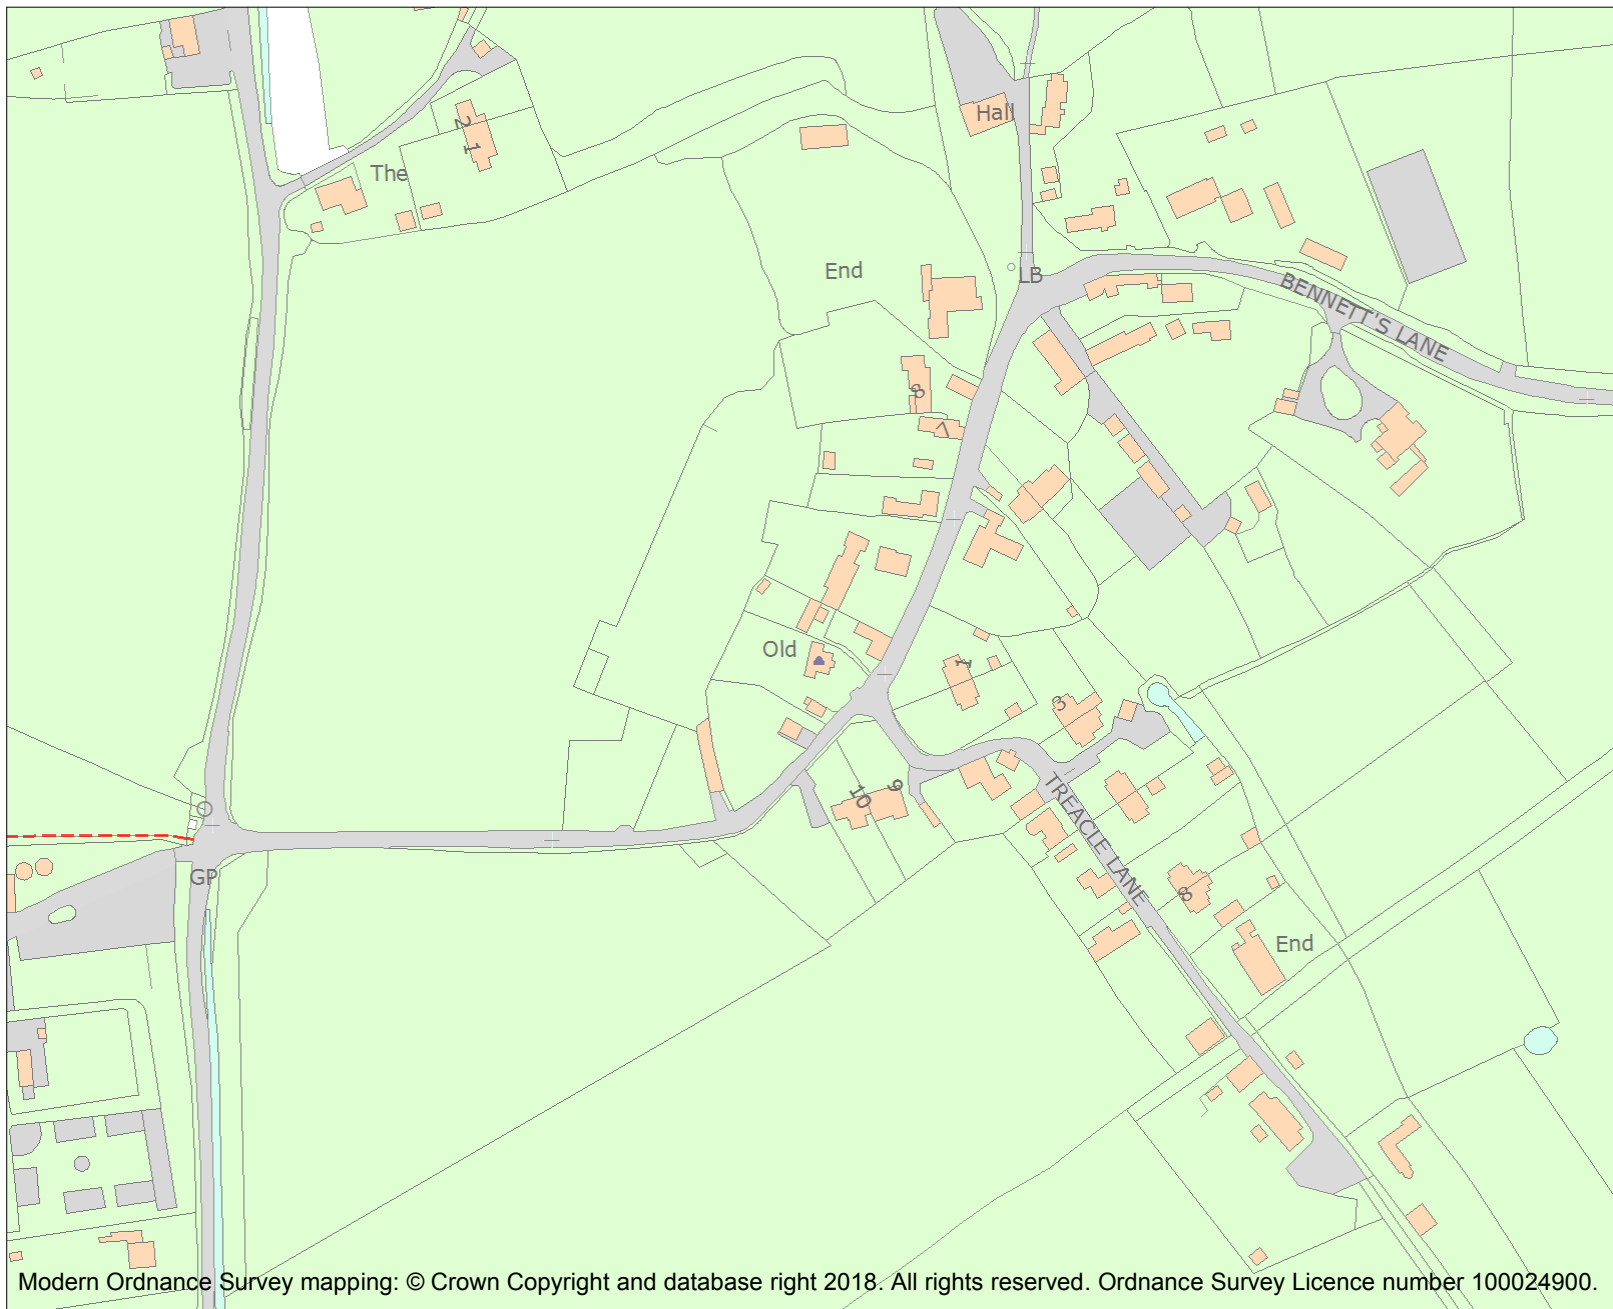 Hall
2
1
The
End
LB
BENNETT'S LANE
8
7
Old
1
3
10
9
TREACLE LANE
GP
8
End
Modern Ordnance Survey mapping: © Crown Copyright and database right 2018. All rights reserved. Ordnance Survey Licence number 100024900.